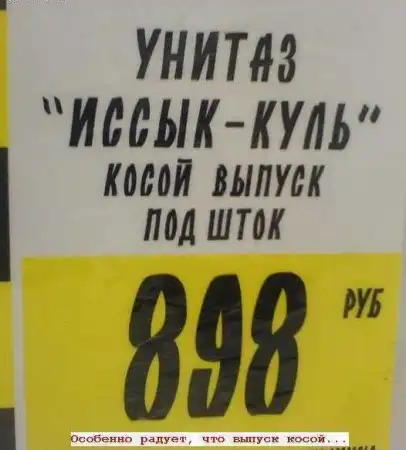 УНИТАЗ
"ИССЫК-КУЛЬ"
КОСОЙ ВЫПУСК
ПОД ШТОК
898 РУБ
Особенно радует, что выпуск косой...